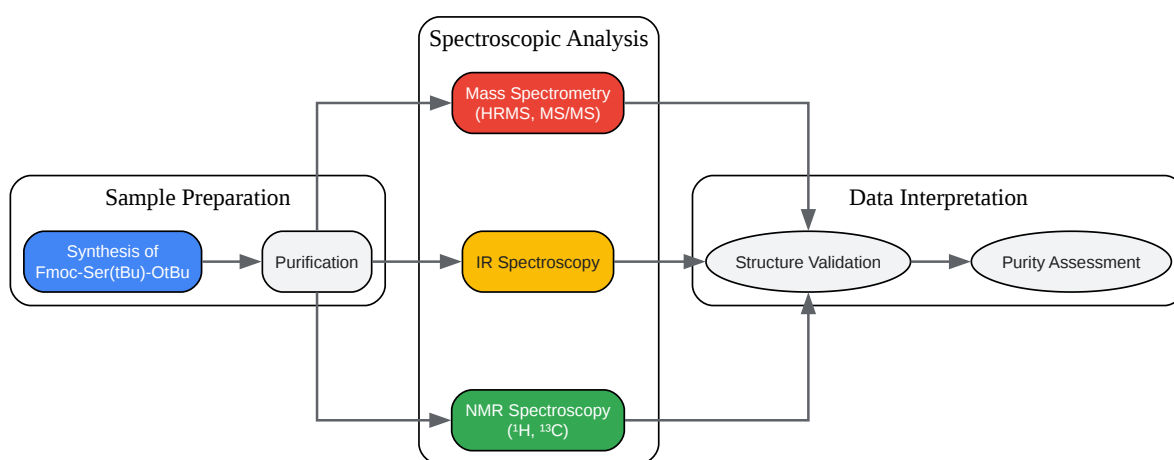 Spectroscopic Analysis
Mass Spectrometry
(HRMS, MS/MS)
Sample Preparation
Data Interpretation
Synthesis of
Fmoc-Ser(tBu)-OtBu
Purification
IR Spectroscopy
Structure Validation
Purity Assessment
NMR Spectroscopy
(¹H, ¹³C)